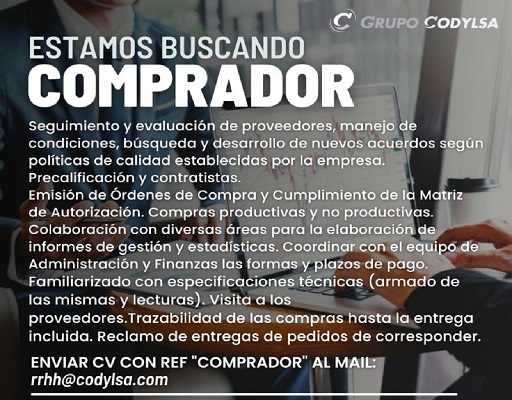 GRUPO CODYLSA
ESTAMOS BUSCANDO
COMPRADOR
Seguimiento y evaluación de proveedores, manejo de
condiciones, búsqueda y desarrollo de nuevos acuerdos según
políticas de calidad establecidas por la empresa.
Precalificación y contratistas.
Emisión de Órdenes de Compra y Cumplimiento de la Matriz
de Autorización. Compras productivas y no productivas.
Colaboración con diversas áreas para la elaboración de
informes de gestión y estadísticas. Coordinar con el equipo de
Administración y Finanzas las formas y plazos de pago.
Familiarizado con especificaciones técnicas (armado de
las mismas y lecturas). Visita a los
proveedores.Trazabilidad de las compras hasta la entrega
incluida. Reclamo de entregas de pedidos de corresponder.
ENVIAR CV CON REF "COMPRADOR" AL MAIL:
rrhh@codylsa.com